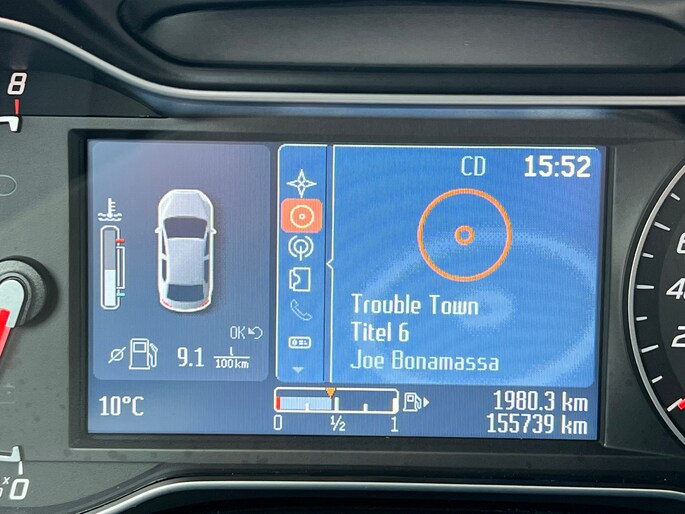 8
CD 15:52
Trouble Town
Titel 6
Joe Bonamassa
OK
9.1 l/100km
10°C
0 ½ 1
1980.3 km
155739 km
0